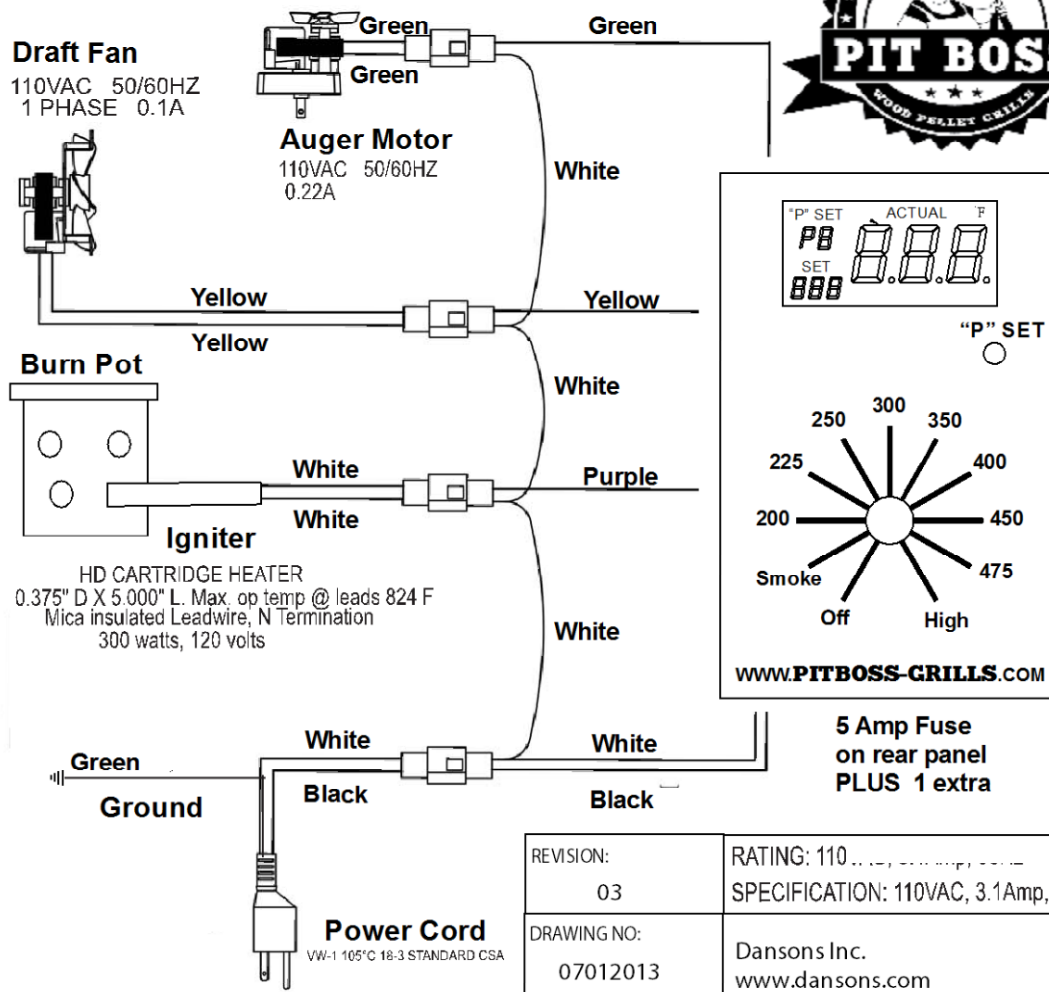 Draft Fan
110VAC 50/60HZ
1 PHASE 0.1A
Green
Green
Green
Auger Motor
110VAC 50/60HZ
0.22A
White
PIT BOSS
WOOD PELLET GRILLS
"P" SET
P8
ACTUAL
F
8.8.8.
SET
888
"P" SET
Yellow
Yellow
Yellow
White
Burn Pot
White
White
Purple
Igniter
HD CARTRIDGE HEATER
0.375" D X 5.000" L. Max. op temp @ leads 824 F
Mica insulated Leadwire, N Termination
300 watts, 120 volts
White
Off
Smoke
200
225
250
300
350
400
450
475
High
WWW.PITBOSS-GRILLS.COM
5 Amp Fuse
on rear panel
PLUS 1 extra
Green
Ground
White
Black
White
Black
Power Cord
VW-1 105°C 18-3 STANDARD CSA
REVISION:
03
RATING: 110
SPECIFICATION: 110VAC, 3.1Amp,
DRAWING NO:
07012013
Dansons Inc.
www.dansons.com